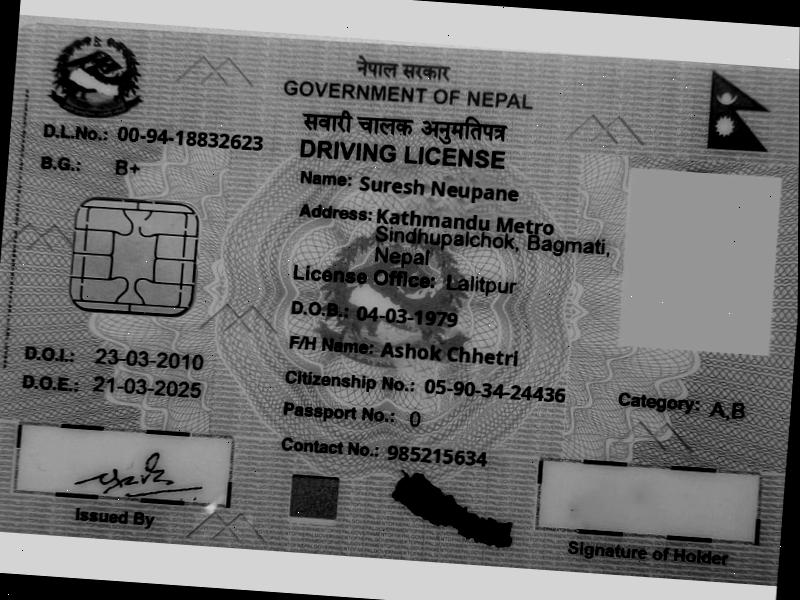 नेपाल सरकार
GOVERNMENT OF NEPAL
सवारी चालक अनुमतिपत्र
DRIVING LICENSE
D.L.No.: 00-94-18832623
B.G.: B+
Name: Suresh Neupane
Address: Kathmandu Metro
Sindhupalchok, Bagmati,
Nepal
License Office: Lalitpur
D.O.B.: 04-03-1979
F/H Name: Ashok Chhetri
D.O.I.: 23-03-2010
D.O.E.: 21-03-2025
Citizenship No.: 05-90-34-24436
Passport No.: 0
Contact No.: 985215634
Category: A,B
Issued By
Signature of Holder